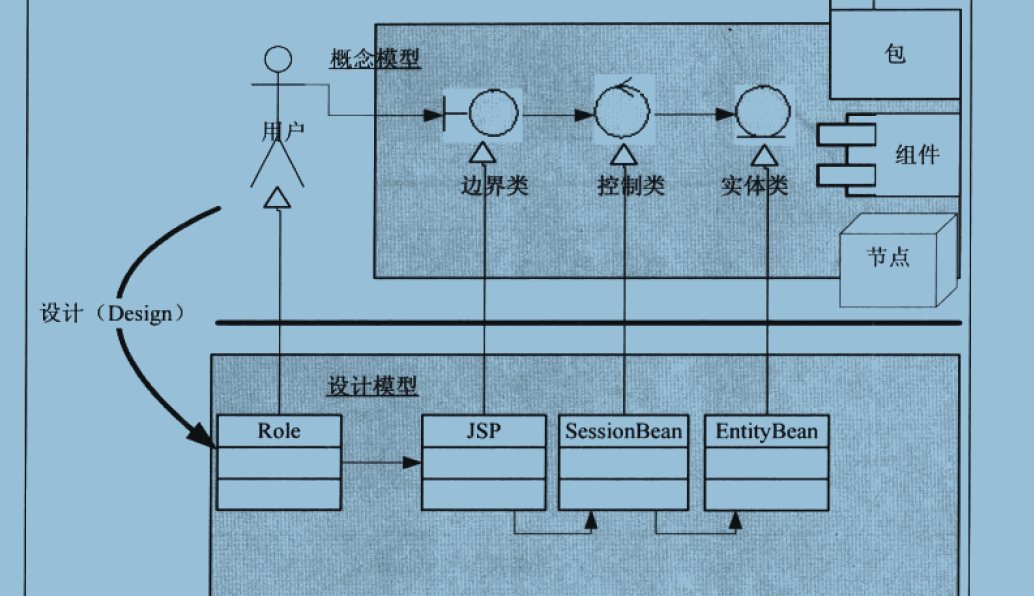 包
概念模型
用户
组件
边界类
控制类
实体类
节点
设计（Design）
设计模型
Role
JSP
SessionBean
EntityBean